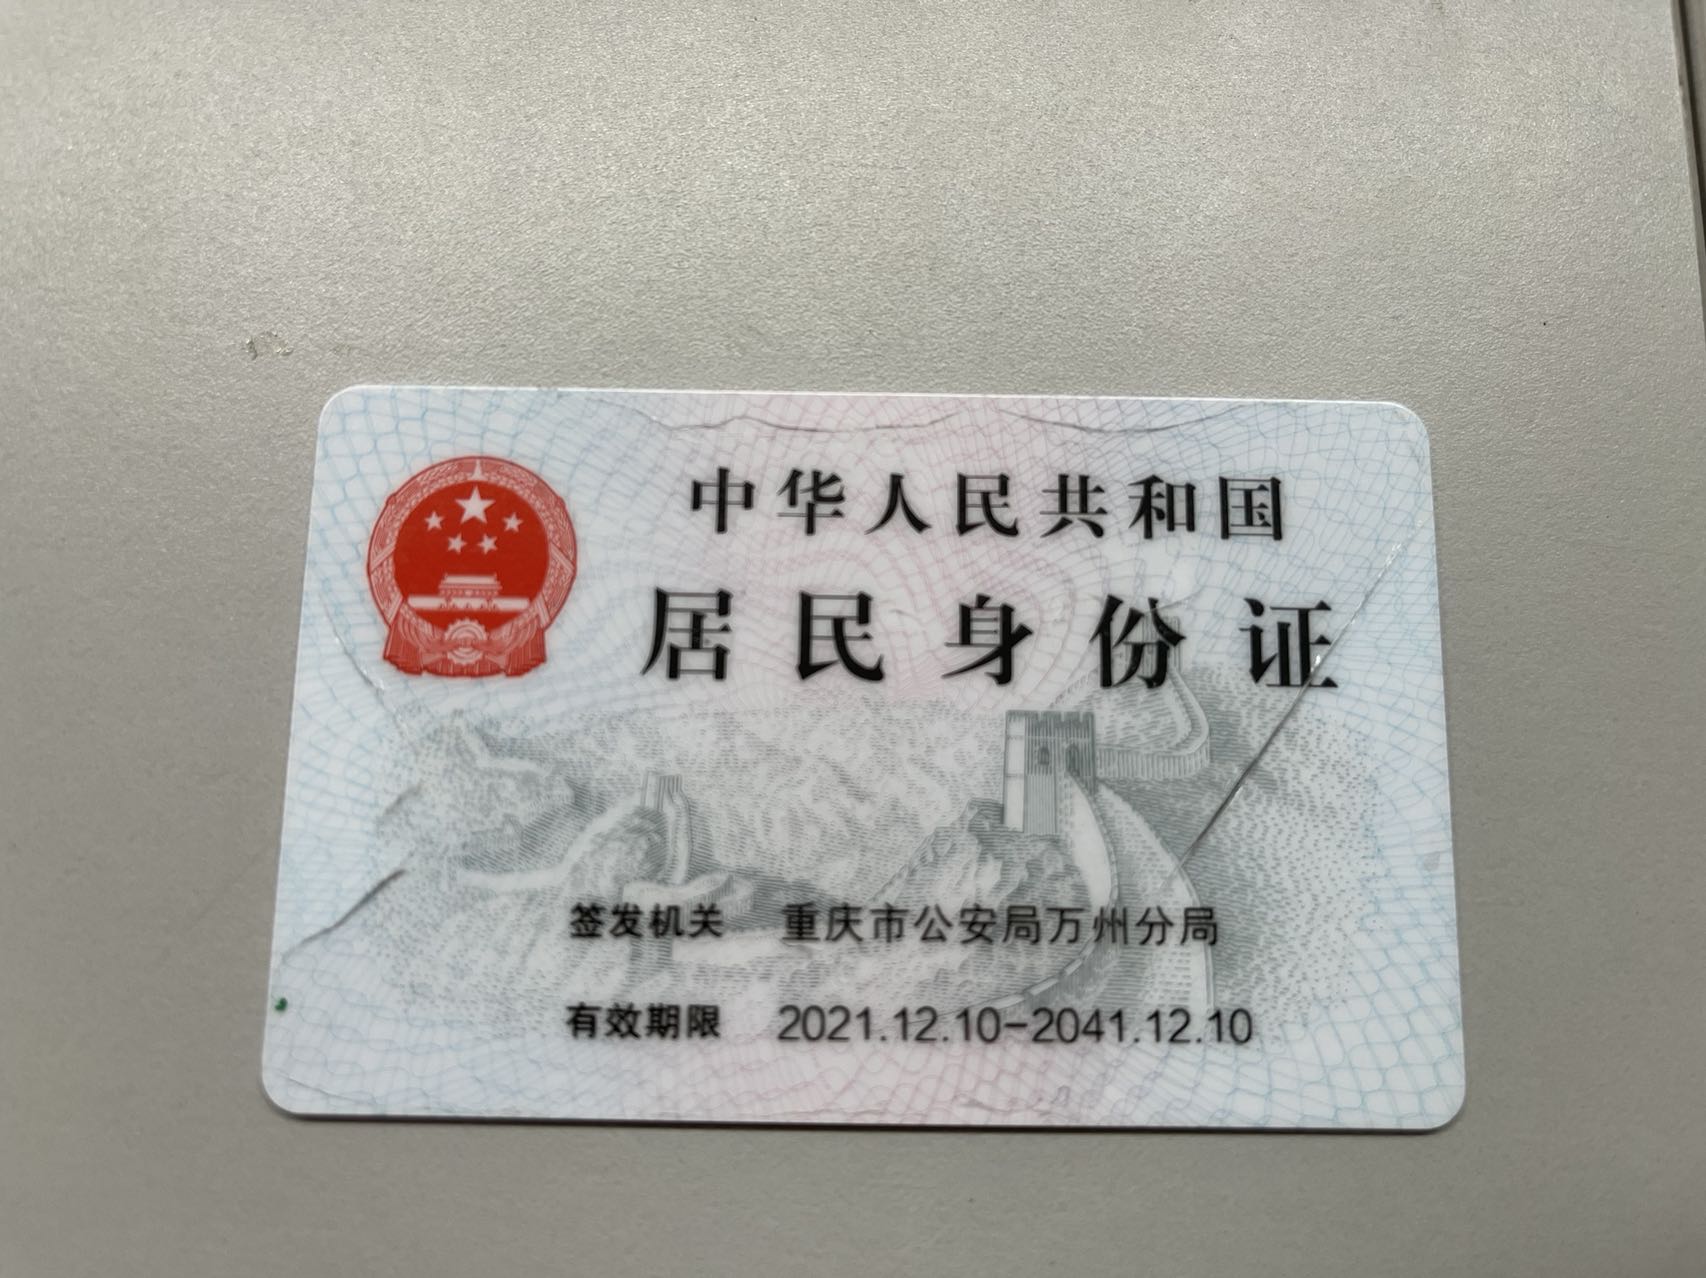 中华人民共和国
居民身份证
签发机关 重庆市公安局万州分局
有效期限 2021.12.10-2041.12.10